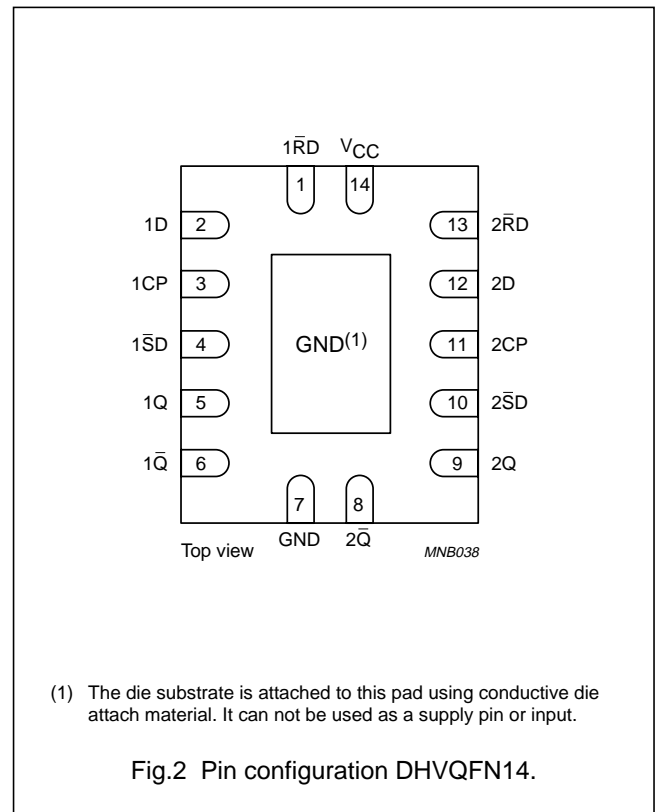 1R̄D VCC
1 14
1D 2 13 2R̄D
1CP 3 12 2D
1S̄D 4 GND(1) 11 2CP
1Q 5 10 2S̄D
1Q̄ 6 9 2Q
7 8
Top view GND 2Q̄ MNB038
(1) The die substrate is attached to this pad using conductive die
attach material. It can not be used as a supply pin or input.
Fig.2 Pin configuration DHVQFN14.